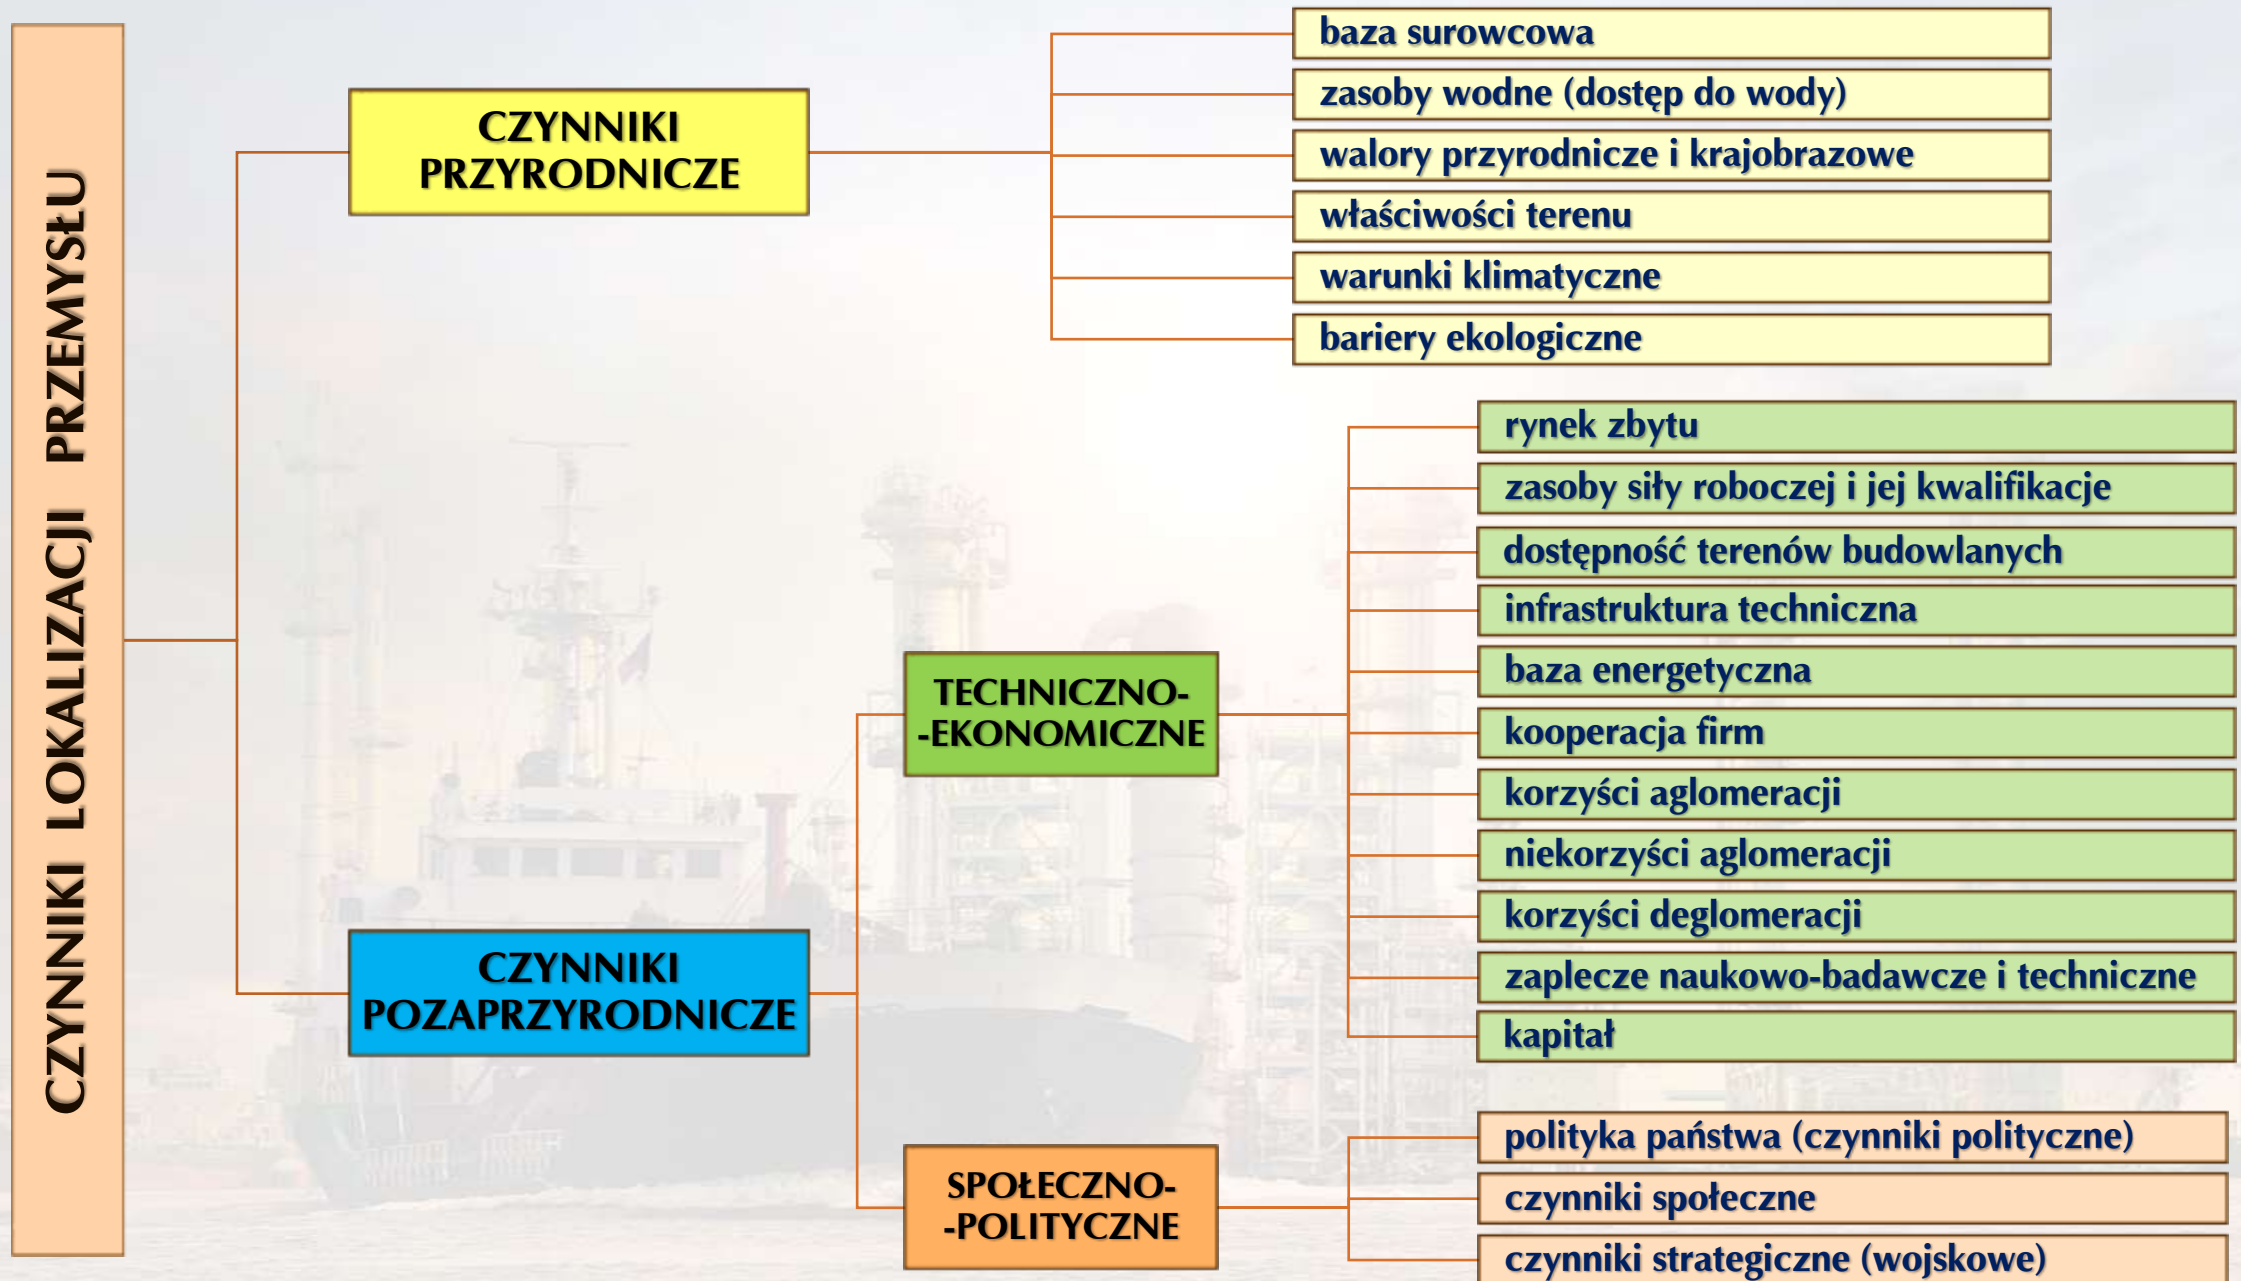 CZYNNIKI LOKALIZACJI PRZEMYSŁU
CZYNNIKI
PRZYRODNICZE
baza surowcowa
zasoby wodne (dostęp do wody)
walory przyrodnicze i krajobrazowe
właściwości terenu
warunki klimatyczne
bariery ekologiczne
CZYNNIKI
POZAPRZYRODNICZE
TECHNICZNO-
-EKONOMICZNE
rynek zbytu
zasoby siły roboczej i jej kwalifikacje
dostępność terenów budowlanych
infrastruktura techniczna
baza energetyczna
kooperacja firm
korzyści aglomeracji
niekorzyści aglomeracji
korzyści deglomeracji
zaplecze naukowo-badawcze i techniczne
kapitał
SPOŁECZNO-
-POLITYCZNE
polityka państwa (czynniki polityczne)
czynniki społeczne
czynniki strategiczne (wojskowe)